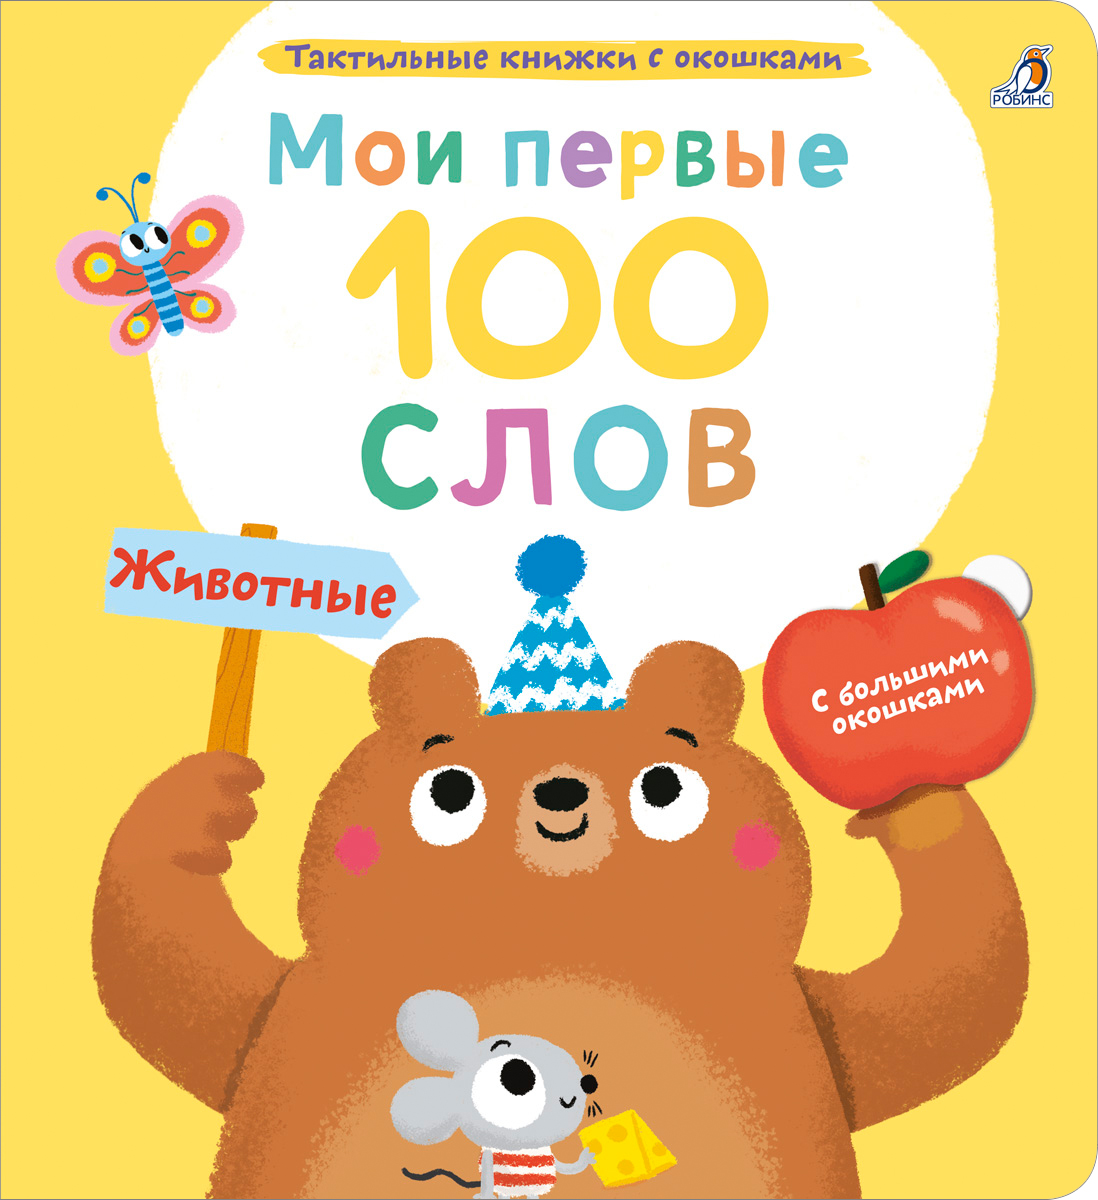 Тактильные книжки с окошками
РОБИНС
Мои первые
100
слов
Животные
С большими
окошками